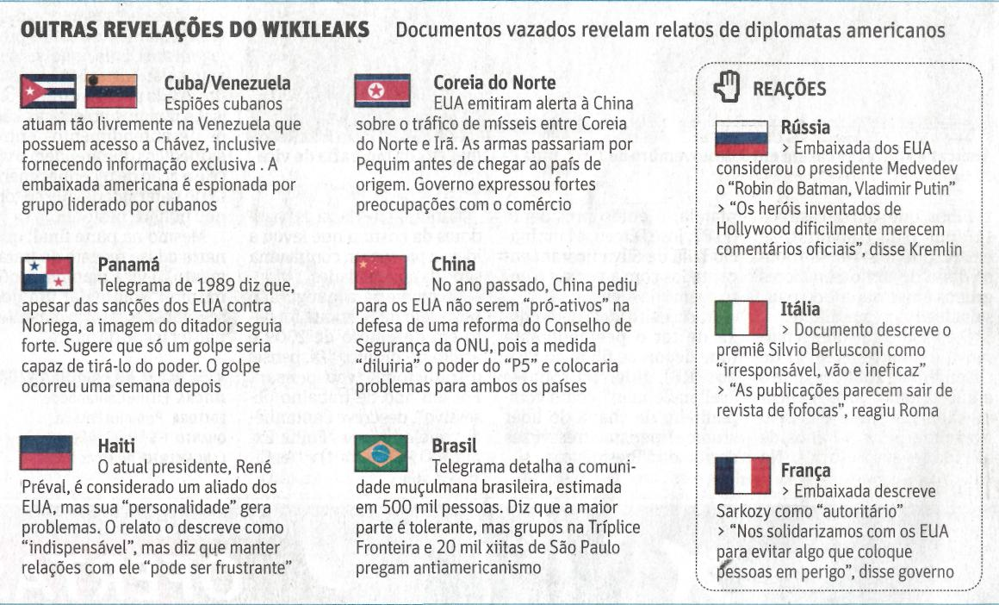 OUTRAS REVELAÇÕES DO WIKILEAKS Documentos vazados revelam relatos de diplomatas americanos
Cuba/Venezuela
Espiões cubanos
atuam tão livremente na Venezuela que
possuem acesso a Chávez, inclusive
fornecendo informação exclusiva . A
embaixada americana é espionada por
grupo liderado por cubanos
Panamá
Telegrama de 1989 diz que,
apesar das sanções dos EUA contra
Noriega, a imagem do ditador seguia
forte. Sugere que só um golpe seria
capaz de tirá-lo do poder. O golpe
ocorreu uma semana depois
Haiti
O atual presidente, René
Préval, é considerado um aliado dos
EUA, mas sua “personalidade” gera
problemas. O relato o descreve como
“indispensável”, mas diz que manter
relações com ele “pode ser frustrante”
Coreia do Norte
EUA emitiram alerta à China
sobre o tráfico de mísseis entre Coreia
do Norte e Irã. As armas passariam por
Pequim antes de chegar ao país de
origem. Governo expressou fortes
preocupações com o comércio
China
No ano passado, China pediu
para os EUA não serem “pró-ativos” na
defesa de uma reforma do Conselho de
Segurança da ONU, pois a medida
“diluiria” o poder do “P5” e colocaria
problemas para ambos os países
Brasil
Telegrama detalha a comuni-
dade muçulmana brasileira, estimada
em 500 mil pessoas. Diz que a maior
parte é tolerante, mas grupos na Tríplice
Fronteira e 20 mil xiitas de São Paulo
pregam antiamericanismo
REAÇÕES
Rússia
> Embaixada dos EUA
considerou o presidente Medvedev
o “Robin do Batman, Vladimir Putin”
> “Os heróis inventados de
Hollywood dificilmente merecem
comentários oficiais”, disse Kremlin
Itália
> Documento descreve o
premiê Silvio Berlusconi como
“irresponsável, vão e ineficaz”
> “As publicações parecem sair de
revista de fofocas”, reagiu Roma
França
> Embaixada descreve
Sarkozy como “autoritário”
> “Nos solidarizamos com os EUA
para evitar algo que coloque
pessoas em perigo”, disse governo